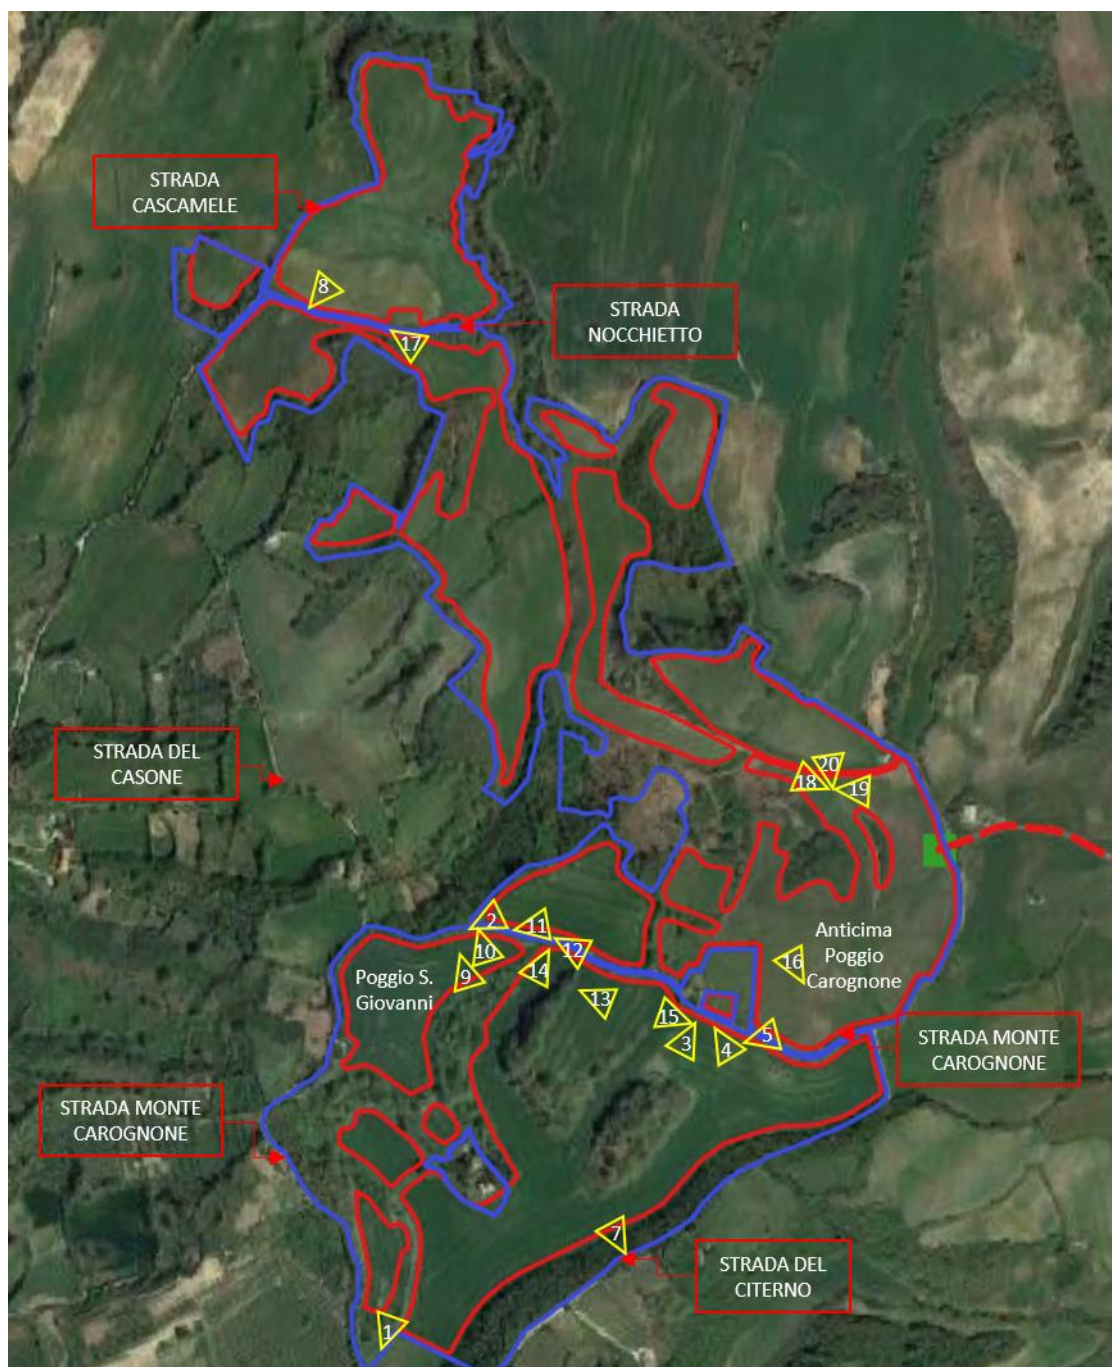 STRADA
CASCAMELE
8
STRADA
NOCCHIETTO
17
STRADA DEL
CASONE
20
18
19
2
11
10
12
9
14
Poggio S.
Giovanni
13
16
Anticima
Poggio
Carognone
15
3
4
5
STRADA MONTE
CAROGNONE
STRADA MONTE
CAROGNONE
7
STRADA DEL
CITERNO
1